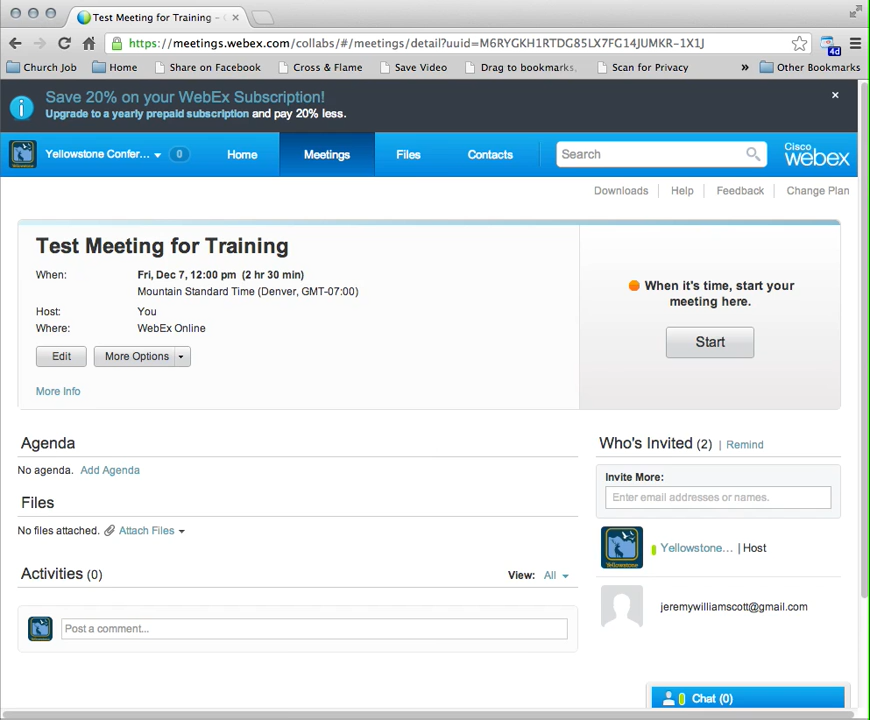 Test Meeting for Training -
https://meetings.webex.com/collabs/#/meetings/detail?uuid=M6RYGKH1RTDG85LX7FG14JUMKR-1X1J
4d
Church Job Home Share on Facebook Cross & Flame Save Video Drag to bookmarks. Scan for Privacy » Other Bookmarks
Save 20% on your WebEx Subscription!
Upgrade to a yearly prepaid subscription and pay 20% less.
Yellowstone Confer... 0 Home Meetings Files Contacts Search
Cisco
webex
Downloads Help Feedback Change Plan
Test Meeting for Training
When: Fri, Dec 7, 12:00 pm (2 hr 30 min)
Mountain Standard Time (Denver, GMT-07:00)
Host: You
Where: WebEx Online
Edit More Options
More Info
When it's time, start your
meeting here.
Start
Agenda
No agenda. Add Agenda
Files
No files attached. Attach Files
Activities (0) View: All
Post a comment...
Who's Invited (2) | Remind
Invite More:
Enter email addresses or names.
Yellowstone
Yellowstone... | Host
jeremywilliamscott@gmail.com
Chat (0)